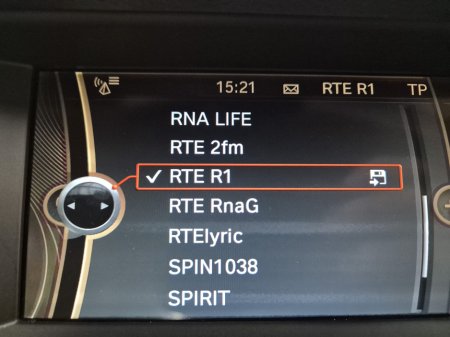 15:21 RTE R1 TP
RNA LIFE
RTE 2fm
RTE R1
RTE RnaG
RTElyric
SPIN1038
SPIRIT